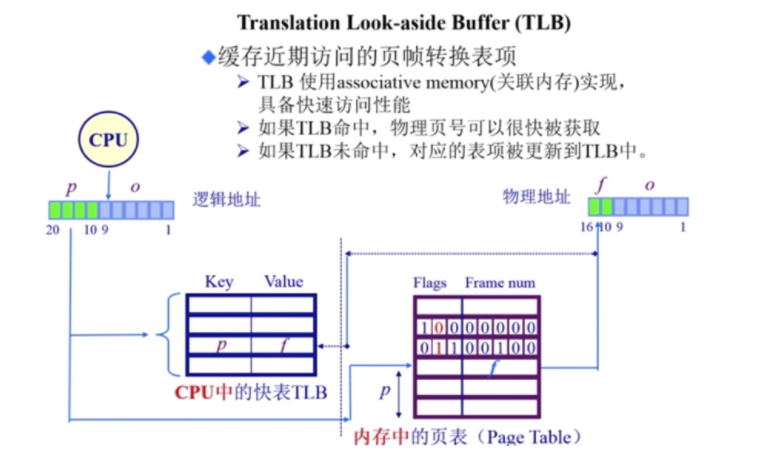 Translation Look-aside Buffer (TLB)
缓存近期访问的页帧转换表项
TLB 使用associative memory(关联内存)实现，
具备快速访问性能
如果TLB命中，物理页号可以很快被获取
如果TLB未命中，对应的表项被更新到TLB中。
CPU
p o
逻辑地址
20 10 9 1
f o
物理地址
16 10 9 1
Key Value
p f
CPU中的快表TLB
Flags Frame num
1 0 0 0 0 0 0 0
0 1 1 0 0 1 0 0
f
p
内存中的页表（Page Table）